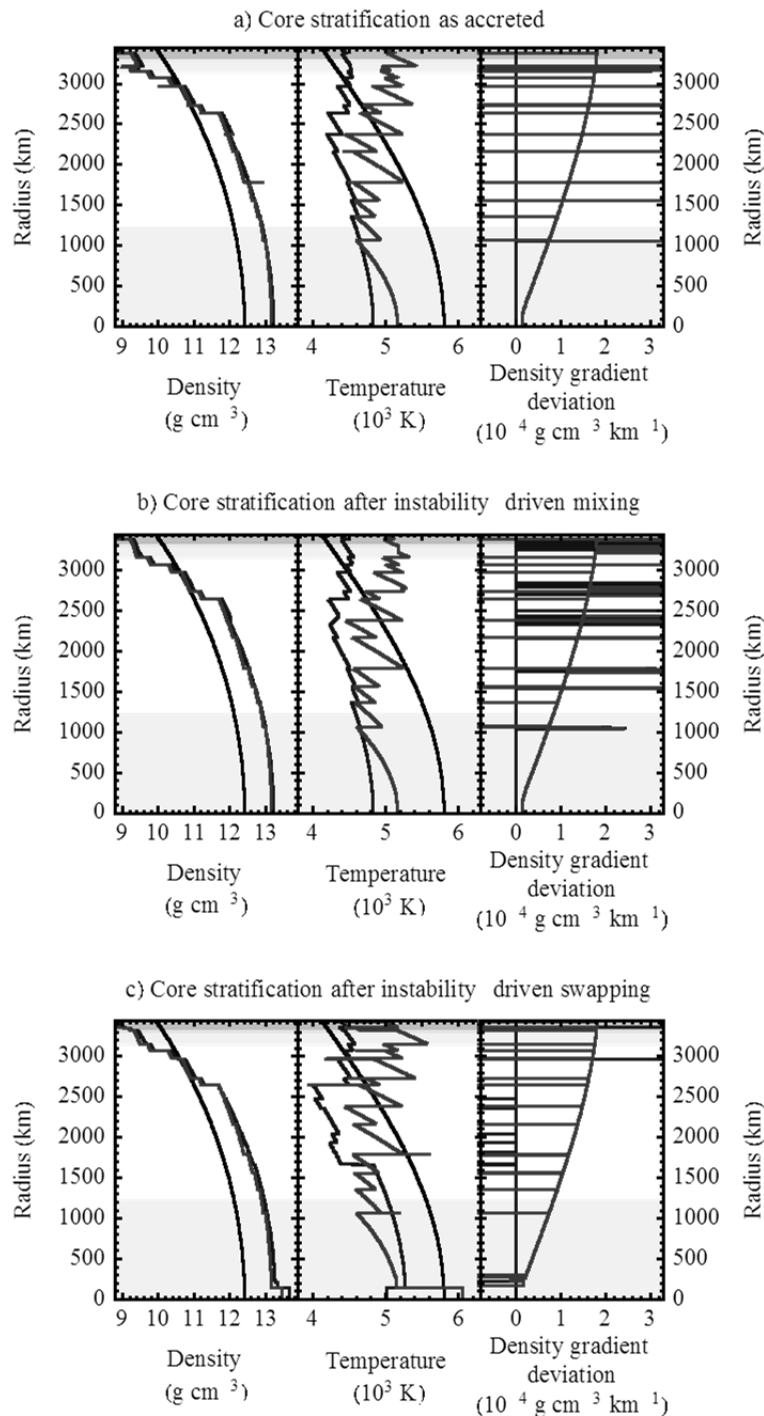 a) Core stratification as accreted
Radius (km)
3000
2500
2000
1500
1000
500
0
3000
2500
2000
1500
1000
500
0
Radius (km)
9 10 11 12 13
4 5 6
0 1 2 3
Density
(g cm 3)
Temperature
(10³ K)
Density gradient
deviation
(10 4 g cm 3 km 1)
b) Core stratification after instability driven mixing
Radius (km)
3000
2500
2000
1500
1000
500
0
3000
2500
2000
1500
1000
500
0
Radius (km)
9 10 11 12 13
4 5 6
0 1 2 3
Density
(g cm 3)
Temperature
(10³ K)
Density gradient
deviation
(10 4 g cm 3 km 1)
c) Core stratification after instability driven swapping
Radius (km)
3000
2500
2000
1500
1000
500
0
3000
2500
2000
1500
1000
500
0
Radius (km)
9 10 11 12 13
4 5 6
0 1 2 3
Density
(g cm 3)
Temperature
(10³ K)
Density gradient
deviation
(10 4 g cm 3 km 1)